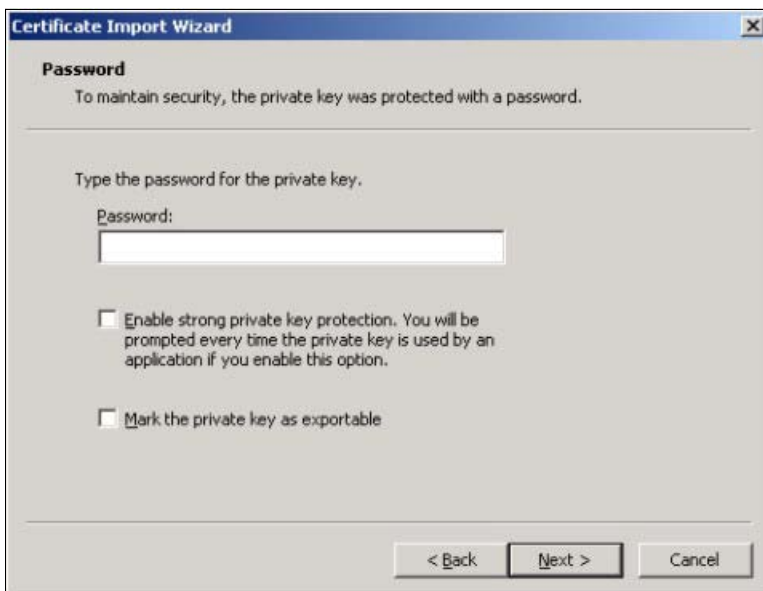 Certificate Import Wizard
Password
To maintain security, the private key was protected with a password.
Type the password for the private key.
Password:
Enable strong private key protection. You will
be prompted every time the private key is used by an
application if you enable this option.
Mark the private key as exportable
< Back
Next >
Cancel